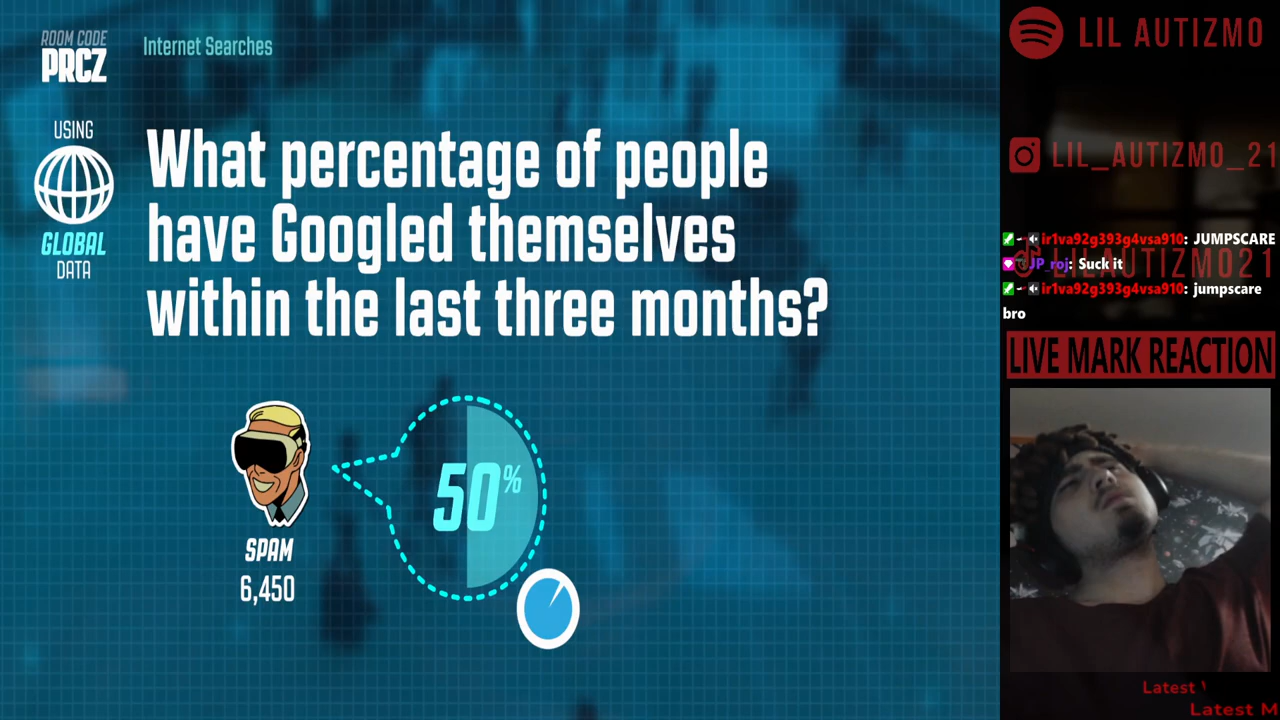 ROOM CODE
PRCZ
Internet Searches
USING
GLOBAL
DATA
What percentage of people
have Googled themselves
within the last three months?
50%
SPAM
6,450
LIL AUTIZMO
LIL_AUTIZMO_21
ir1va92g393g4vsa910: JUMPSCARE
JP_roj: Suck it
LILAUTIZMO21
ir1va92g393g4vsa910: jumpscare
bro
LIVE MARK REACTION
Latest
Latest M